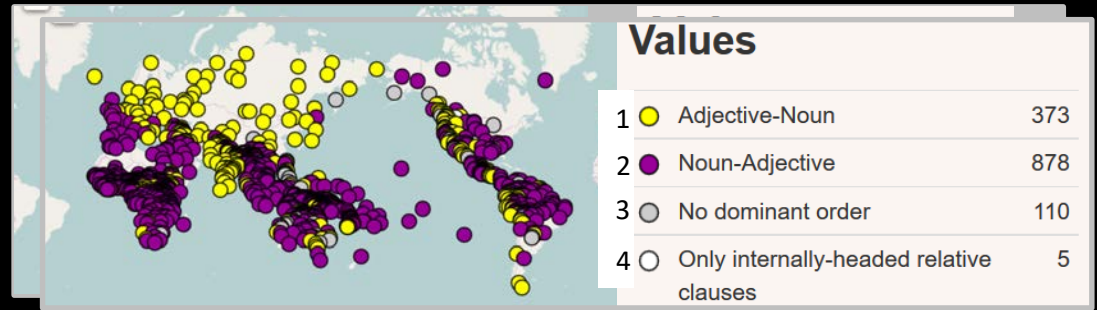 Values
1 Adjective-Noun 373
2 Noun-Adjective 878
3 No dominant order 110
4 Only internally-headed relative 5
clauses